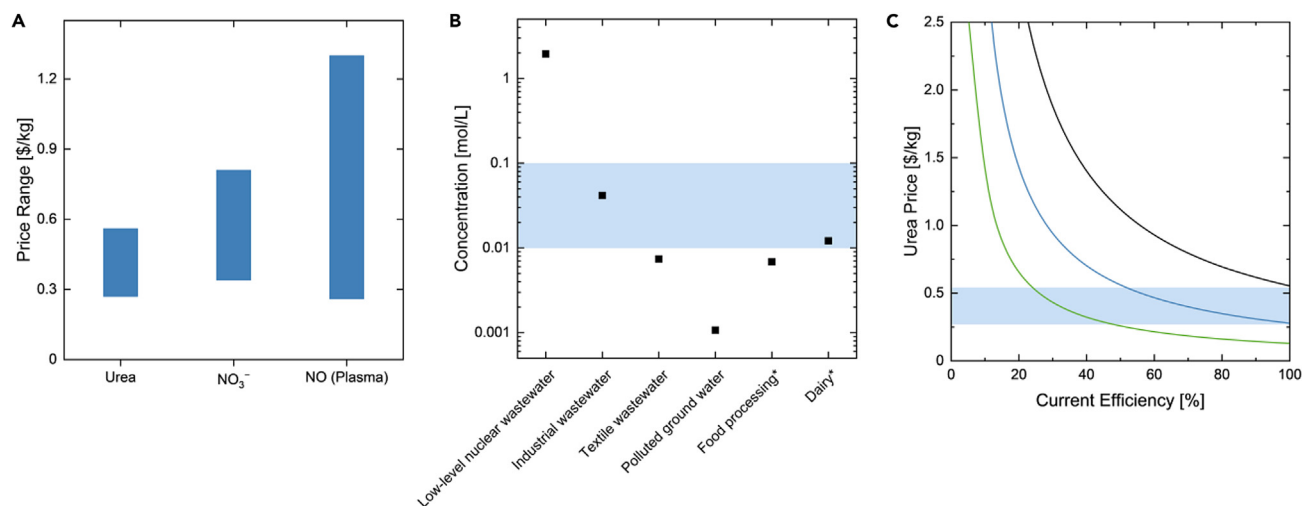 A
Price Range [$/kg]
1.2
0.9
0.6
0.3
0
Urea
NO₃⁻
NO (Plasma)
B
Concentration [mol/L]
1
0.1
0.01
0.001
Low-level nuclear wastewater
Industrial wastewater
Textile wastewater
Polluted ground water
Food processing*
Dairy*
C
Urea Price [$/kg]
2.5
2.0
1.5
1.0
0.5
0
0 20 40 60 80 100
Current Efficiency [%]